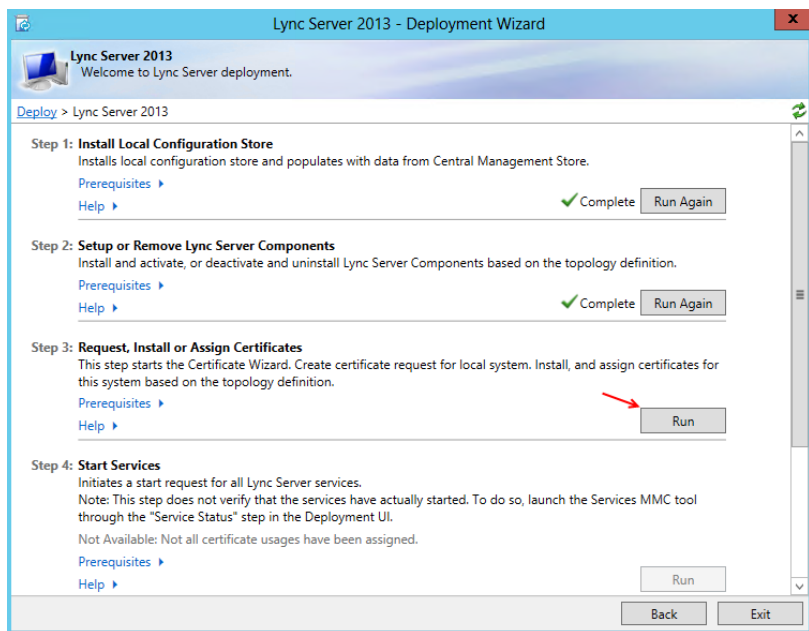 Lync Server 2013 - Deployment Wizard
x
Lync Server 2013
Welcome to Lync Server deployment.
Deploy > Lync Server 2013
Step 1: Install Local Configuration Store
Installs local configuration store and populates with data from Central Management Store.
Prerequisites
Help
Complete Run Again
Step 2: Setup or Remove Lync Server Components
Install and activate, or deactivate and uninstall Lync Server Components based on the topology definition.
Prerequisites
Help
Complete Run Again
Step 3: Request, Install or Assign Certificates
This step starts the Certificate Wizard. Create certificate request for local system. Install, and assign certificates for
this system based on the topology definition.
Prerequisites
Help
Run
Step 4: Start Services
Initiates a start request for all Lync Server services.
Note: This step does not verify that the services have actually started. To do so, launch the Services MMC tool
through the "Service Status" step in the Deployment UI.
Not Available: Not all certificate usages have been assigned.
Prerequisites
Help
Run
Back Exit